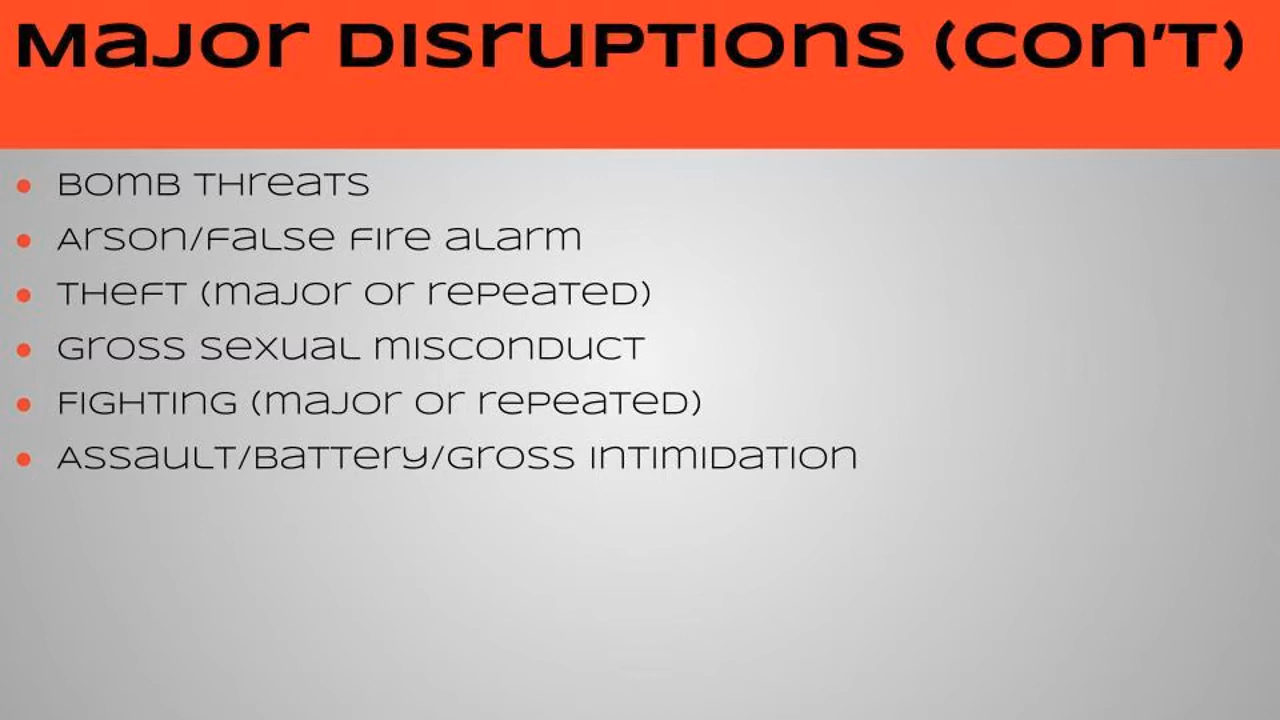 Major Disruptions (con't)
Bomb Threats
Arson/False Fire Alarm
Theft (major or repeated)
Gross Sexual Misconduct
Fighting (major or repeated)
Assault/Battery/Gross Intimidation